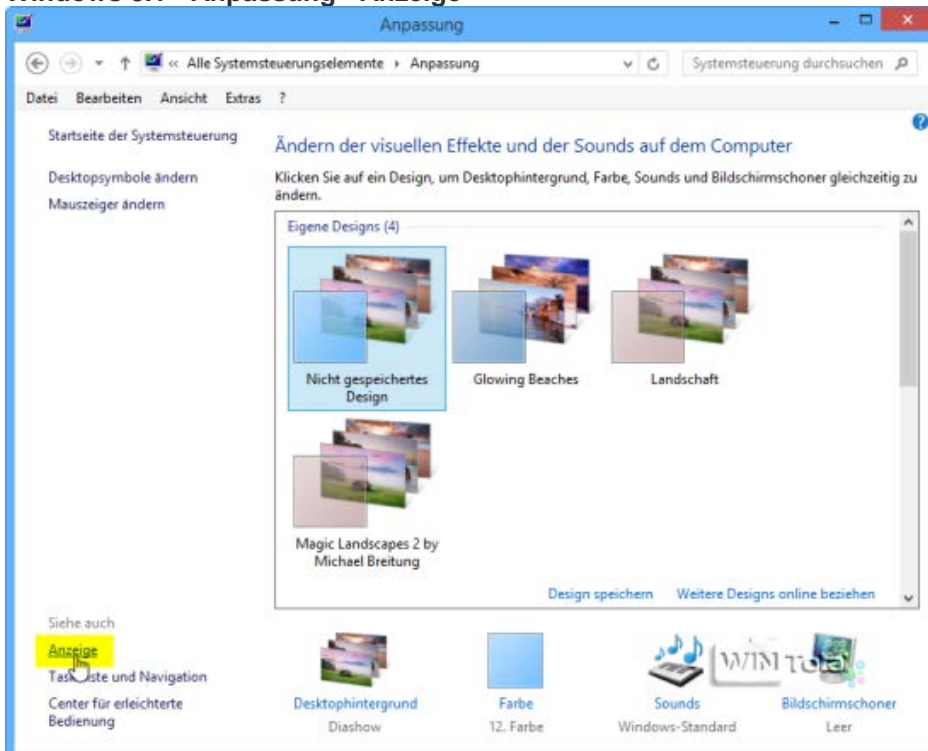 Anpassung
« Alle Systemsteuerungselemente ▸ Anpassung
Systemsteuerung durchsuchen
Datei Bearbeiten Ansicht Extras ?
Startseite der Systemsteuerung
Desktopsymbole ändern
Mauszeiger ändern
Ändern der visuellen Effekte und der Sounds auf dem Computer
Klicken Sie auf ein Design, um Desktophintergrund, Farbe, Sounds und Bildschirmschoner gleichzeitig zu
ändern.
Eigene Designs (4)
Nicht gespeichertes
Design
Glowing Beaches
Landschaft
Magic Landscapes 2 by
Michael Breitung
Design speichern Weitere Designs online beziehen
Siehe auch
Anzeige
und Navigation
Center für erleichterte
Bedienung
Desktophintergrund
Diashow
Farbe
12. Farbe
Sounds
Windows-Standard
Bildschirmschoner
Leer